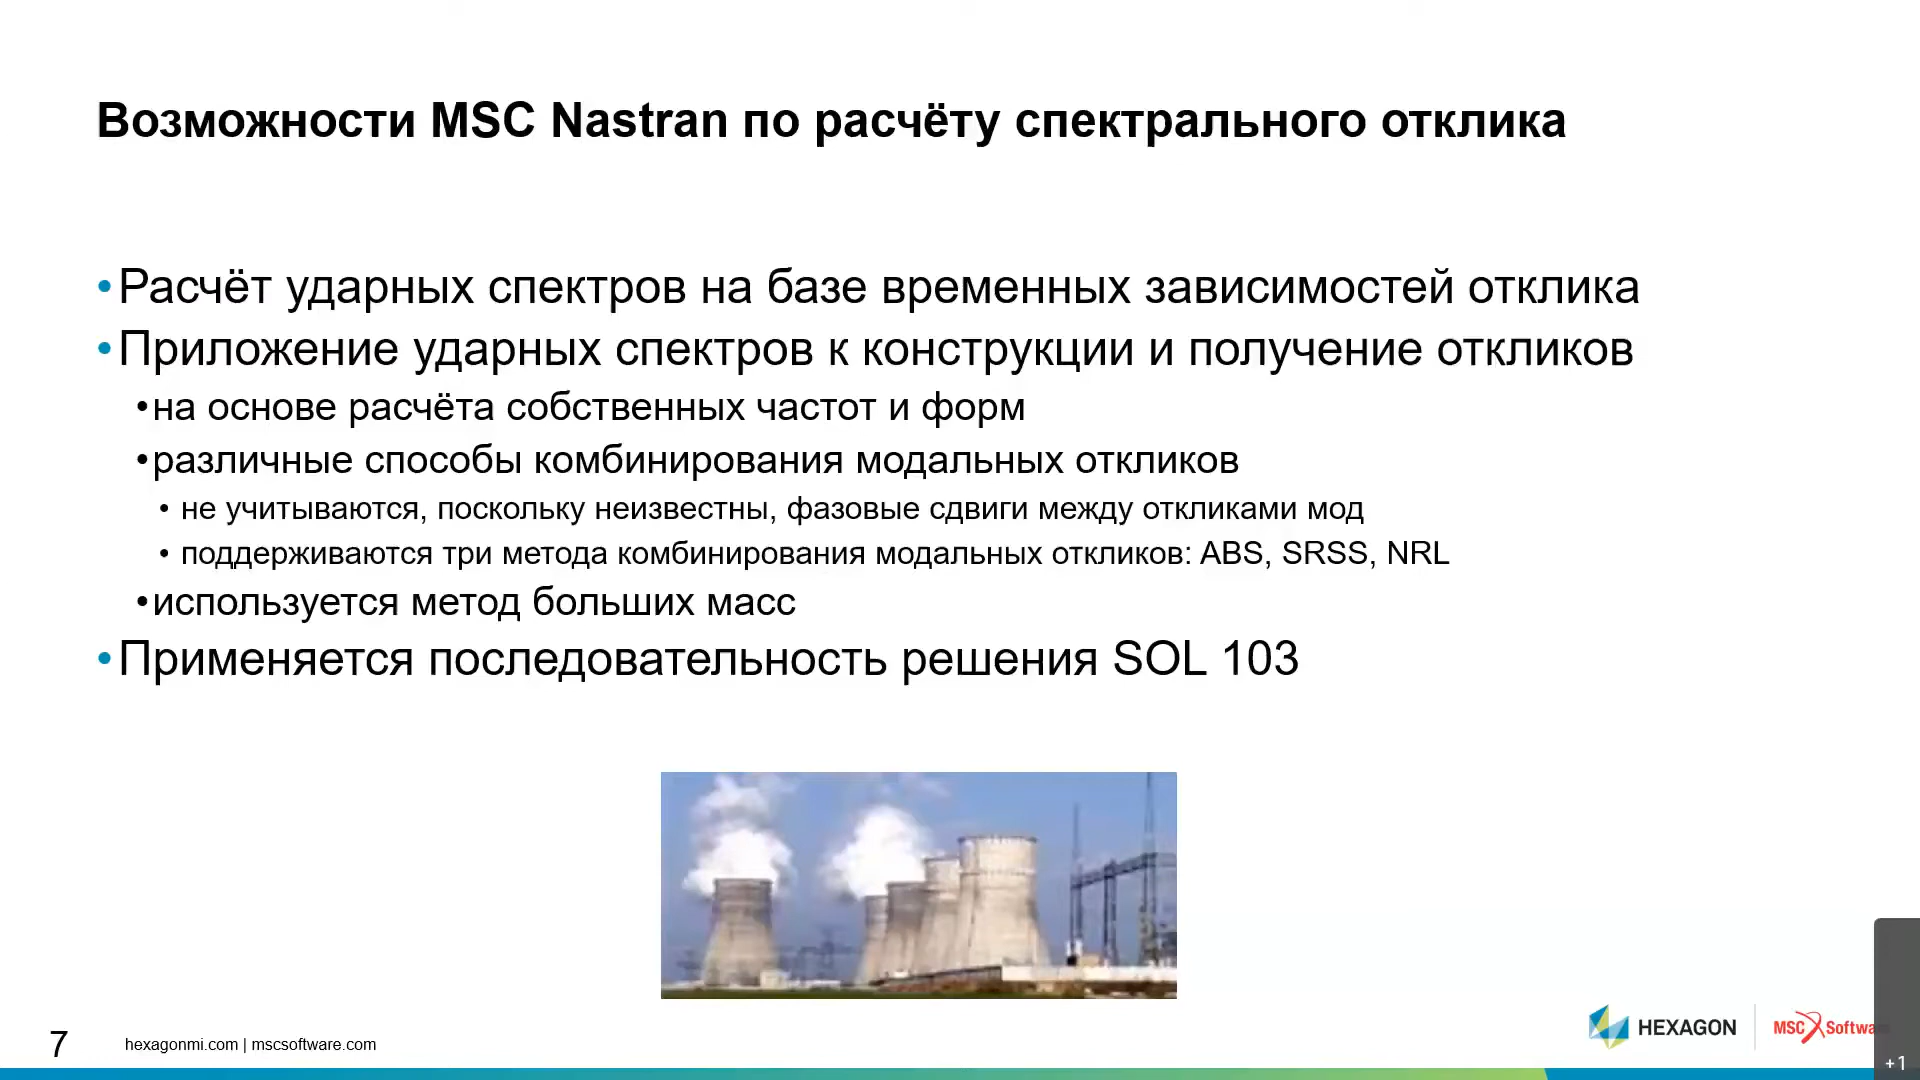 Возможности MSC Nastran по расчёту спектрального отклика
•Расчёт ударных спектров на базе временных зависимостей отклика
•Приложение ударных спектров к конструкции и получение откликов
•на основе расчёта собственных частот и форм
•различные способы комбинирования модальных откликов
• не учитываются, поскольку неизвестны, фазовые сдвиги между откликами мод
• поддерживаются три метода комбинирования модальных откликов: ABS, SRSS, NRL
•используется метод больших масс
•Применяется последовательность решения SOL 103
7
hexagonmi.com | mscsoftware.com
HEXAGON
MSC Software
+1